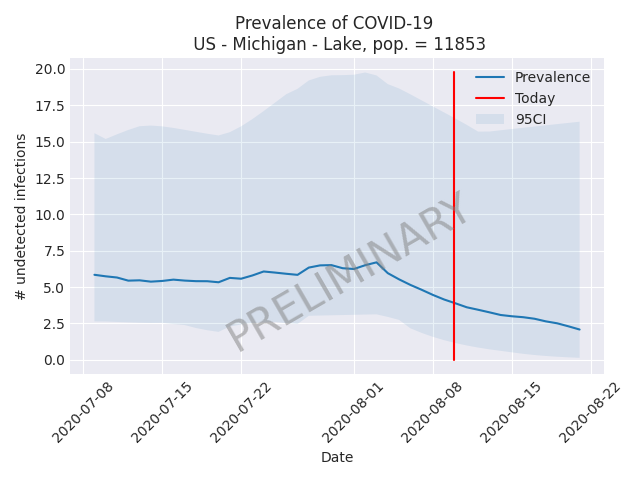 Prevalence of COVID-19
US - Michigan - Lake, pop. = 11853
# undetected infections
20.0
17.5
15.0
12.5
10.0
7.5
5.0
2.5
0.0
Prevalence
Today
95CI
PRELIMINARY
2020-07-08
2020-07-15
2020-07-22
2020-08-01
2020-08-08
2020-08-15
2020-08-22
Date